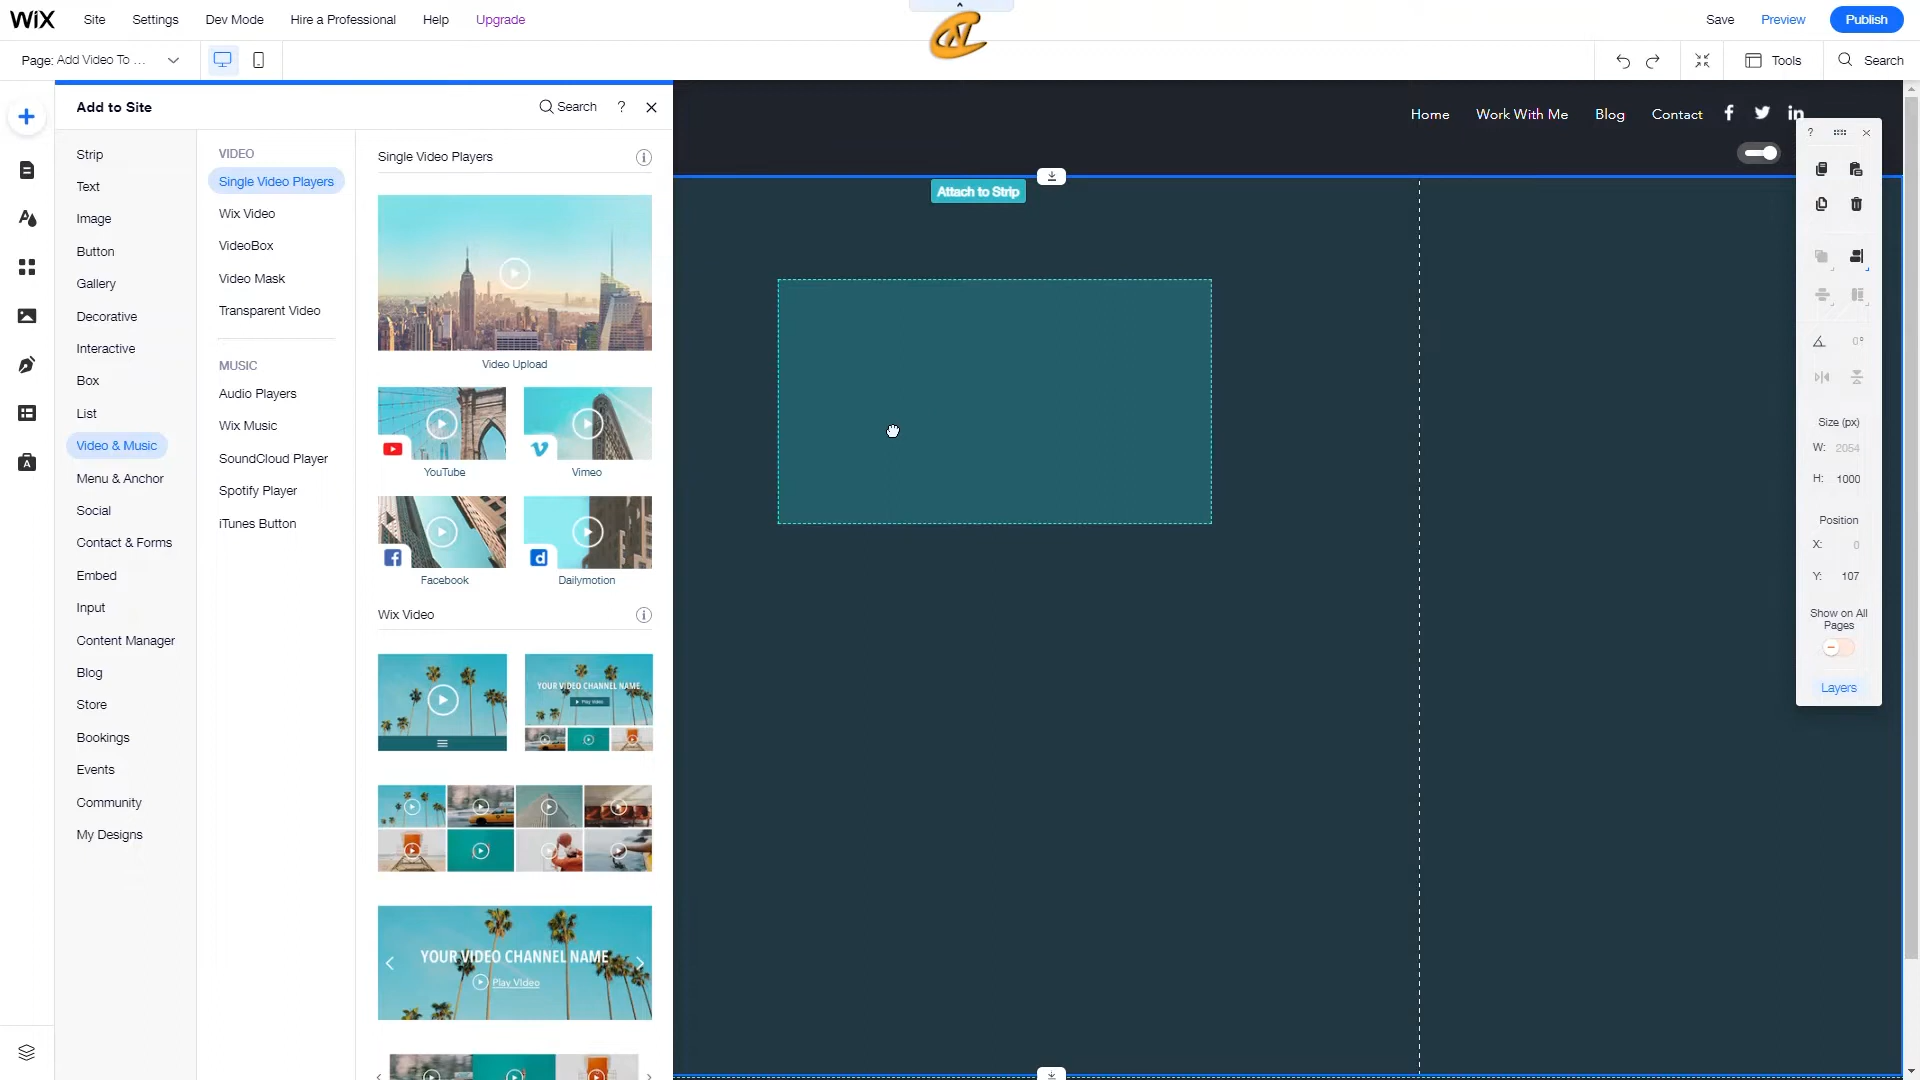 WiX
Site
Settings
Dev Mode
Hire a Professional
Help
Upgrade
Save
Preview
Publish
Page: Add Video To ...
Tools
Search
Add to Site
Search
?
Strip
Text
Image
Button
Gallery
Decorative
Interactive
Box
List
Video & Music
Menu & Anchor
Social
Contact & Forms
Embed
Input
Content Manager
Blog
Store
Bookings
Events
Community
My Designs
VIDEO
Single Video Players
Wix Video
VideoBox
Video Mask
Transparent Video
MUSIC
Audio Players
Wix Music
SoundCloud Player
Spotify Player
iTunes Button
Single Video Players
Video Upload
YouTube
Vimeo
Facebook
Dailymotion
Wix Video
YOUR VIDEO CHANNEL NAME
Play Video
YOUR VIDEO CHANNEL NAME
Play Video
Home
Work With Me
Blog
Contact
Attach to Strip
?
0°
Size (px)
W: 2054
H: 1000
Position
X: 0
Y: 107
Show on All
Pages
Layers